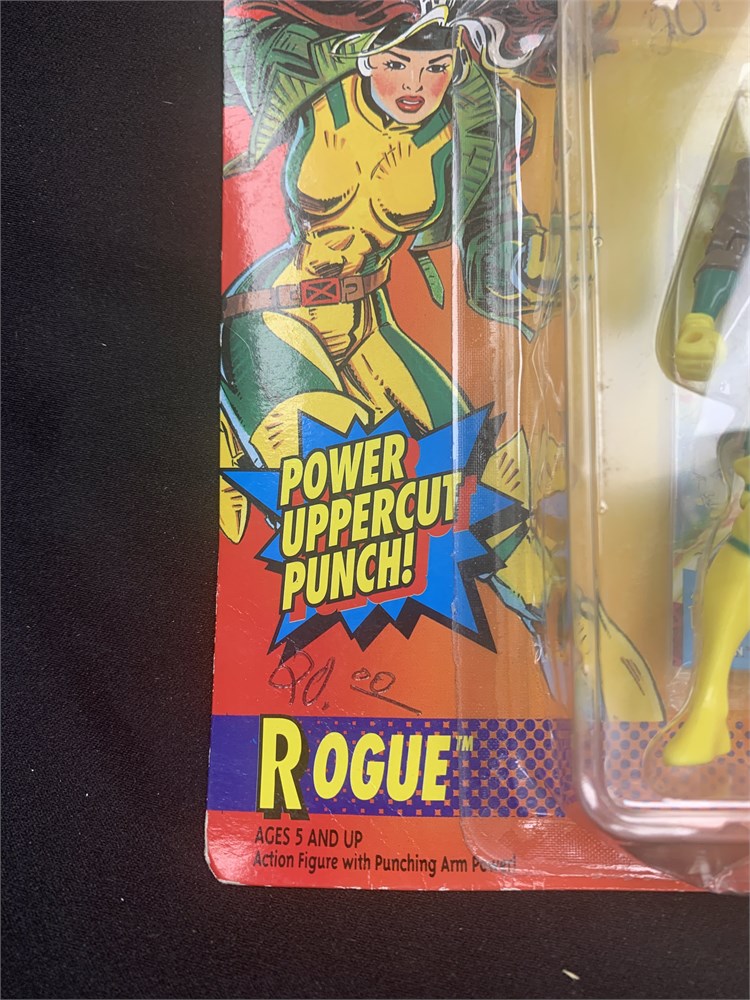 POWER
UPPERCUT
PUNCH!
ROGUE™
AGES 5 AND UP
Action Figure with Punching Arm Power!